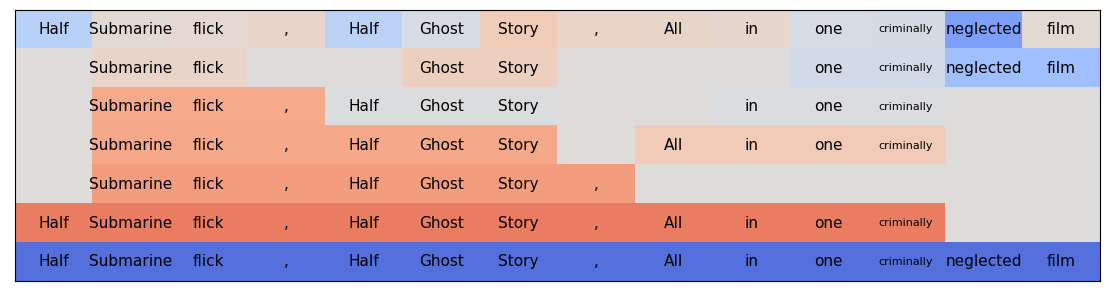 Half Submarine flick , Half Ghost Story , All in one criminally neglected film
Submarine flick Ghost Story one criminally neglected film
Submarine flick , Half Ghost Story in one criminally
Submarine flick , Half Ghost Story All in one criminally
Submarine flick , Half Ghost Story ,
Half Submarine flick , Half Ghost Story , All in one criminally
Half Submarine flick , Half Ghost Story , All in one criminally neglected film